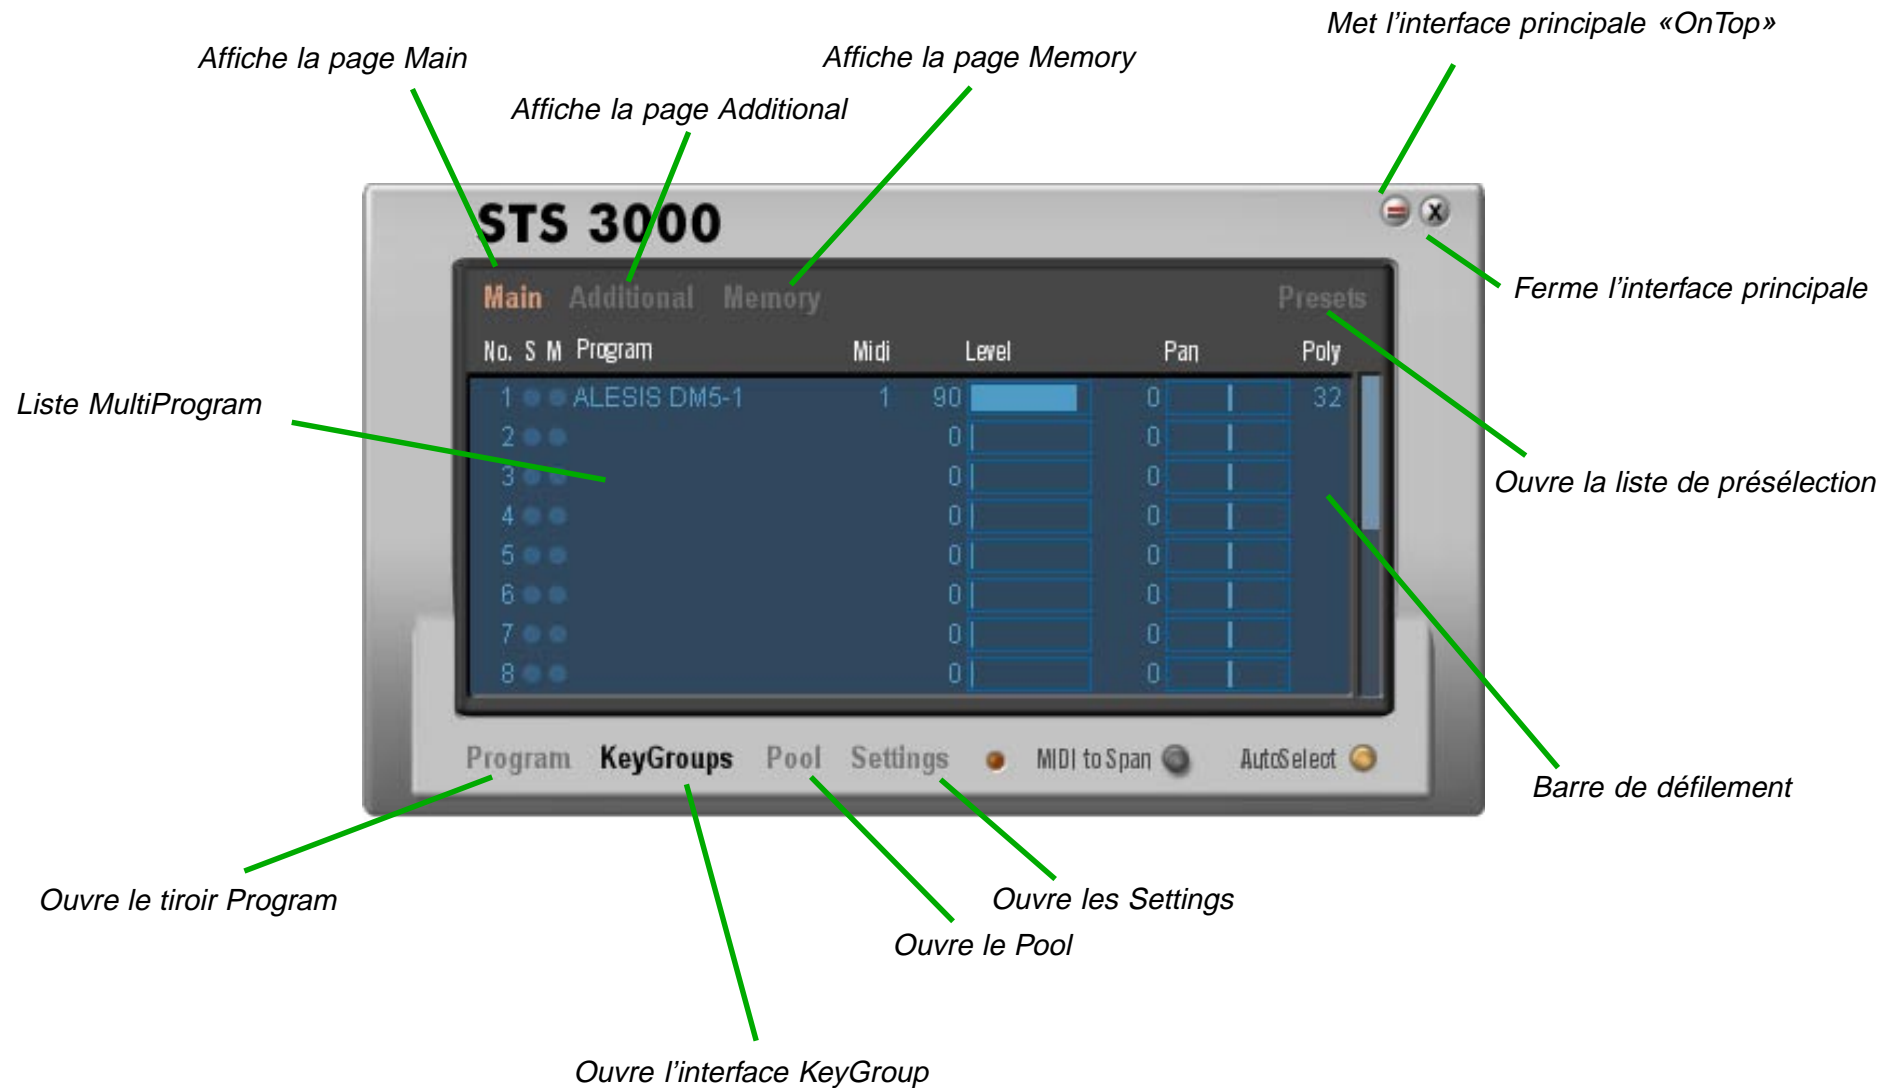 Met l'interface principale «OnTop»
Affiche la page Main
Affiche la page Memory
Affiche la page Additional
STS 3000
X
Main Additional Memory Presets
Ferme l'interface principale
No. S M Program Midi Level Pan Poly
1 ALESIS DM5-1 1 90 0 32
Liste MultiProgram
2 0 0
3 0 0
Ouvre la liste de présélection
4 0 0
5 0 0
6 0 0
7 0 0
8 0 0
Program KeyGroups Pool Settings MIDI to Span AutoSelect
Barre de défilement
Ouvre le tiroir Program
Ouvre les Settings
Ouvre le Pool
Ouvre l'interface KeyGroup